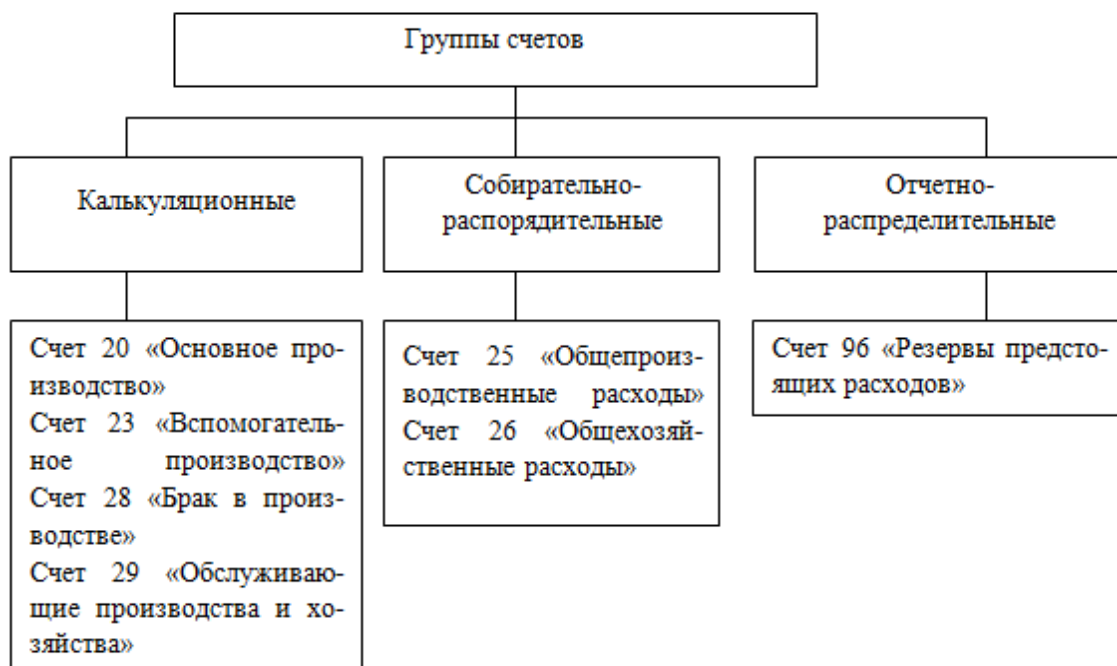 Группы счетов
Калькуляционные
Собирательно-
распорядительные
Отчетно-
распределительные
Счет 20 «Основное про-
изводство»
Счет 23 «Вспомогатель-
ное производство»
Счет 28 «Брак в произ-
водстве»
Счет 29 «Обслуживаю-
щие производства и хо-
зяйства»
Счет 25 «Общепроиз-
водственные расходы»
Счет 26 «Общехозяй-
ственные расходы»
Счет 96 «Резервы предсто-
ящих расходов»